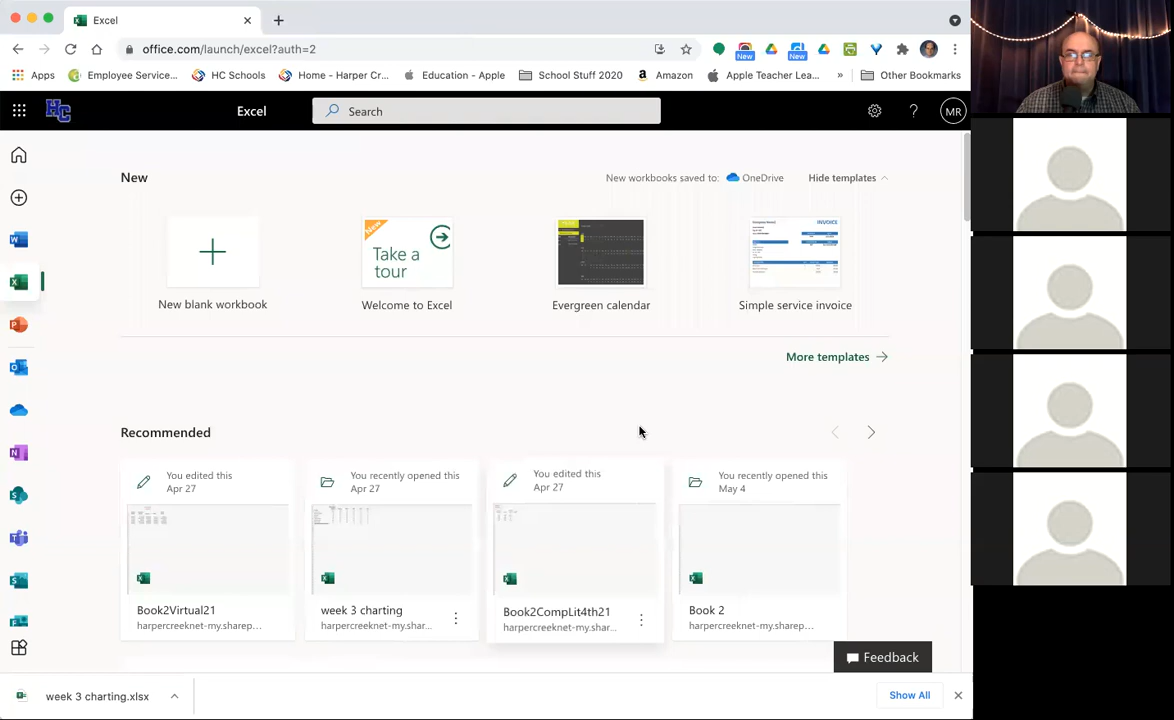 Excel
office.com/launch/excel?auth=2
New
New
Apps
Employee Service...
HC Schools
Home - Harper Cr...
Education - Apple
School Stuff 2020
Amazon
Apple Teacher Lea...
»
Other Bookmarks
HC
Excel
Search
?
MR
New
New workbooks saved to:
OneDrive
Hide templates
New
Take a
tour
INVOICE
New blank workbook
Welcome to Excel
Evergreen calendar
Simple service invoice
More templates
Recommended
You edited this
Apr 27
You recently opened this
Apr 27
You edited this
Apr 27
You recently opened this
May 4
Book2Virtual21
harpercreeknet-my.sharep...
week 3 charting
harpercreeknet-my.shar...
Book2CompLit4th21
harpercreeknet-my.shar...
Book 2
harpercreeknet-my.sharep...
Feedback
week 3 charting.xlsx
Show All